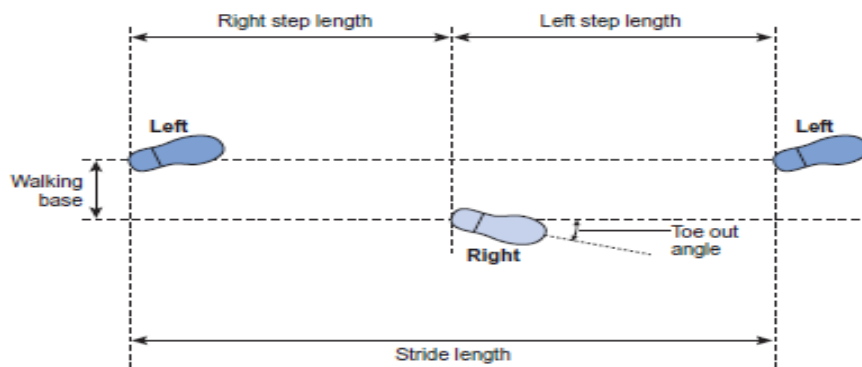 Right step length
Left step length
Left
Left
Walking
base
Toe out
angle
Right
Stride length